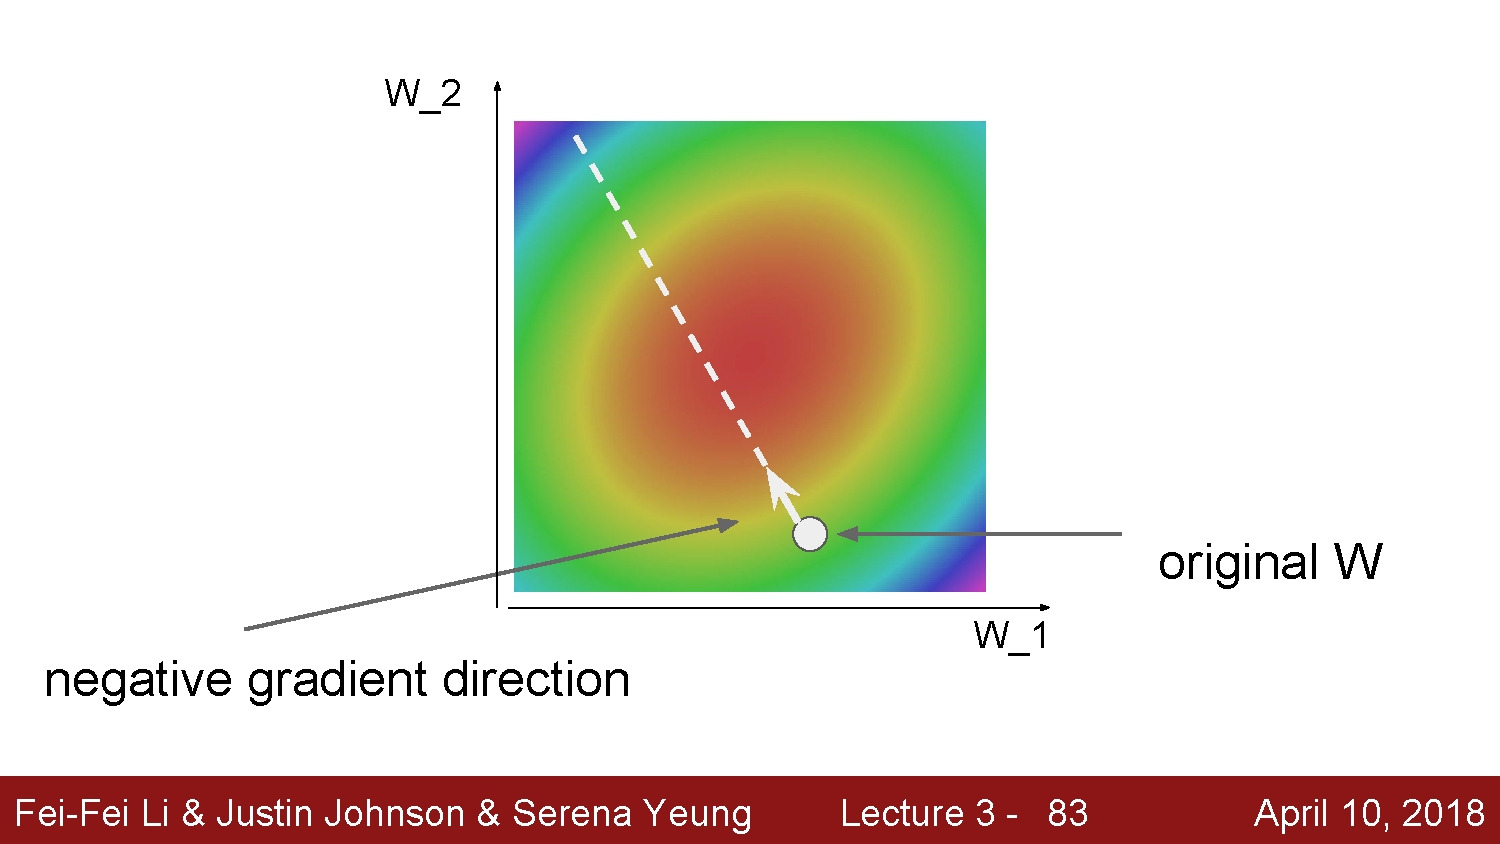 W_2
original W
W_1
negative gradient direction
Fei-Fei Li & Justin Johnson & Serena Yeung Lecture 3 - 83 April 10, 2018